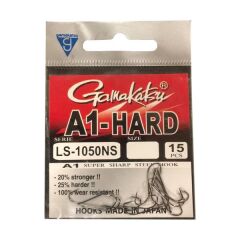 Gamakatsu®
A1-HARD
SERIE SIZE
LS-1050NS 15
PCS
A1 SUPER SHARP STEEL HOOK
- 20% stronger !!
- 25% harder !!
- 100% wear resistant !!
HOOKS MADE IN JAPAN